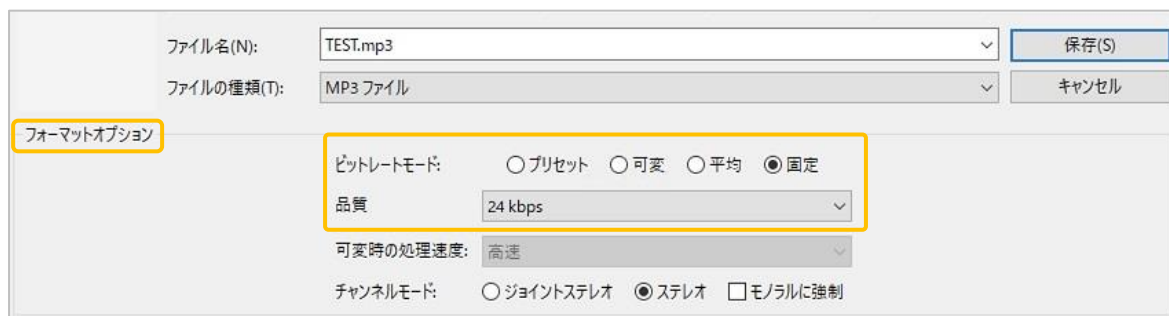 ファイル名(N): TEST.mp3 保存(S)
ファイルの種類(T): MP3 ファイル キャンセル
フォーマットオプション
ビットレートモード: プリセット 可変 平均 固定
品質 24 kbps
可変時の処理速度: 高速
チャンネルモード: ジョイントステレオ ステレオ モノラルに強制